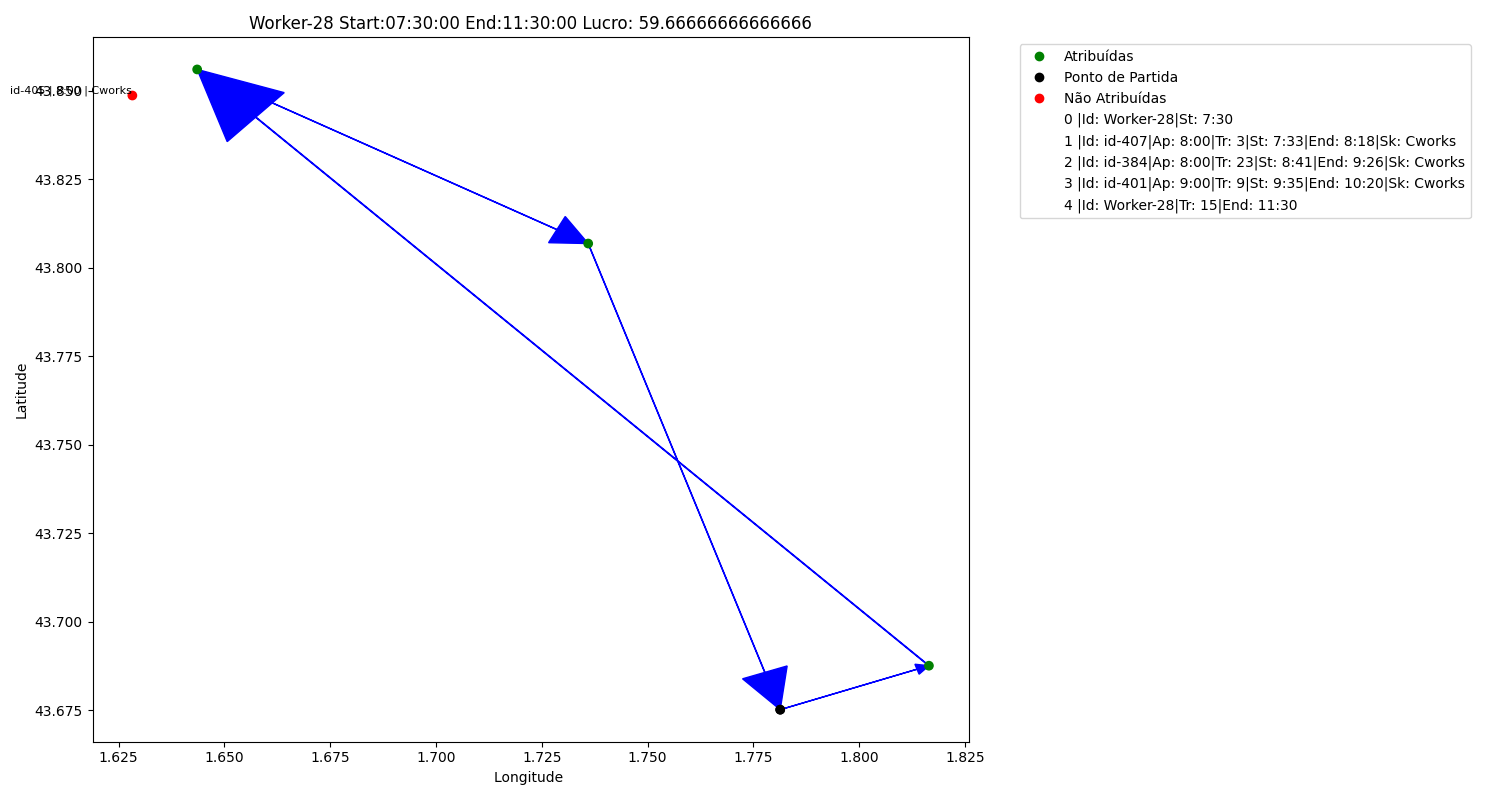 Worker-28 Start:07:30:00 End:11:30:00 Lucro: 59.66666666666666
Latitude
43.850
43.825
43.800
43.775
43.750
43.725
43.700
43.675
| Cworks
1.625 1.650 1.675 1.700 1.725 1.750 1.775 1.800 1.825
Longitude
Atribuídas
Ponto de Partida
Não Atribuídas
0 |Id: Worker-28|St: 7:30
1 |Id: id-407|Ap: 8:00|Tr: 3|St: 7:33|End: 8:18|Sk: Cworks
2 |Id: id-384|Ap: 8:00|Tr: 23|St: 8:41|End: 9:26|Sk: Cworks
3 |Id: id-401|Ap: 9:00|Tr: 9|St: 9:35|End: 10:20|Sk: Cworks
4 |Id: Worker-28|Tr: 15|End: 11:30